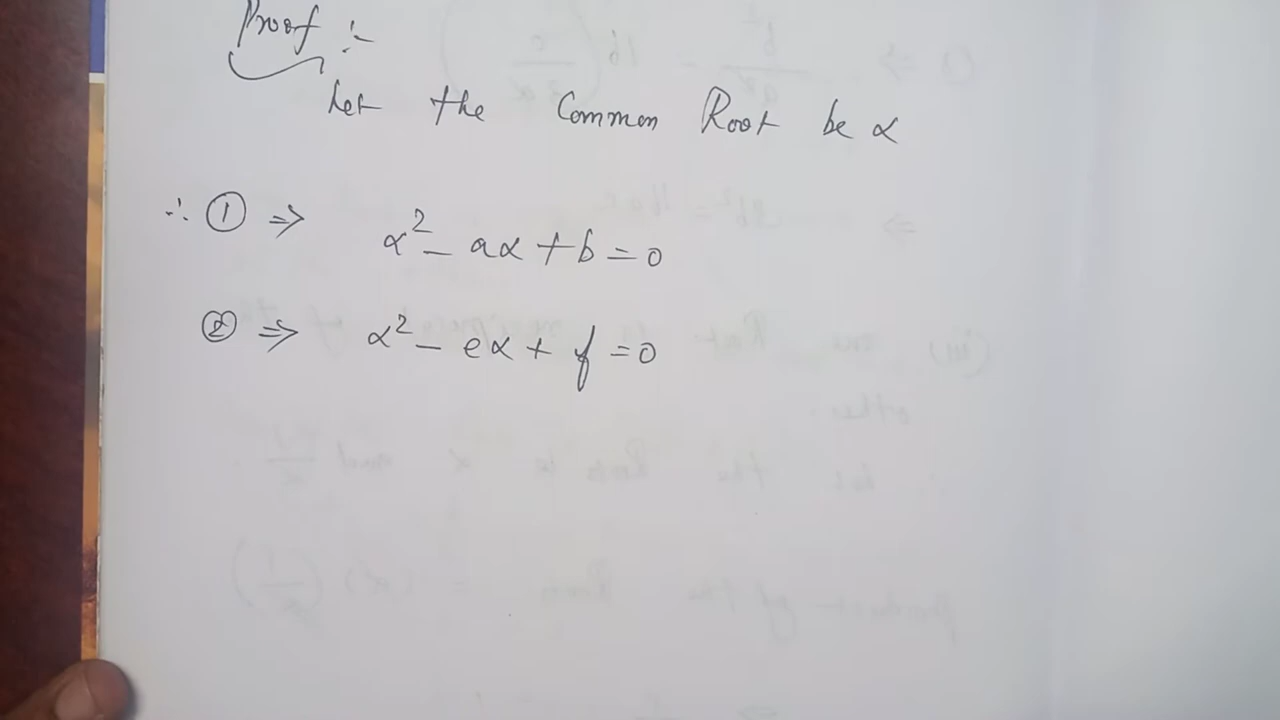 Proof :-
Let the Common Root be α
∴ ① ⇒ α² - aα + b = 0
② ⇒ α² - eα + f = 0